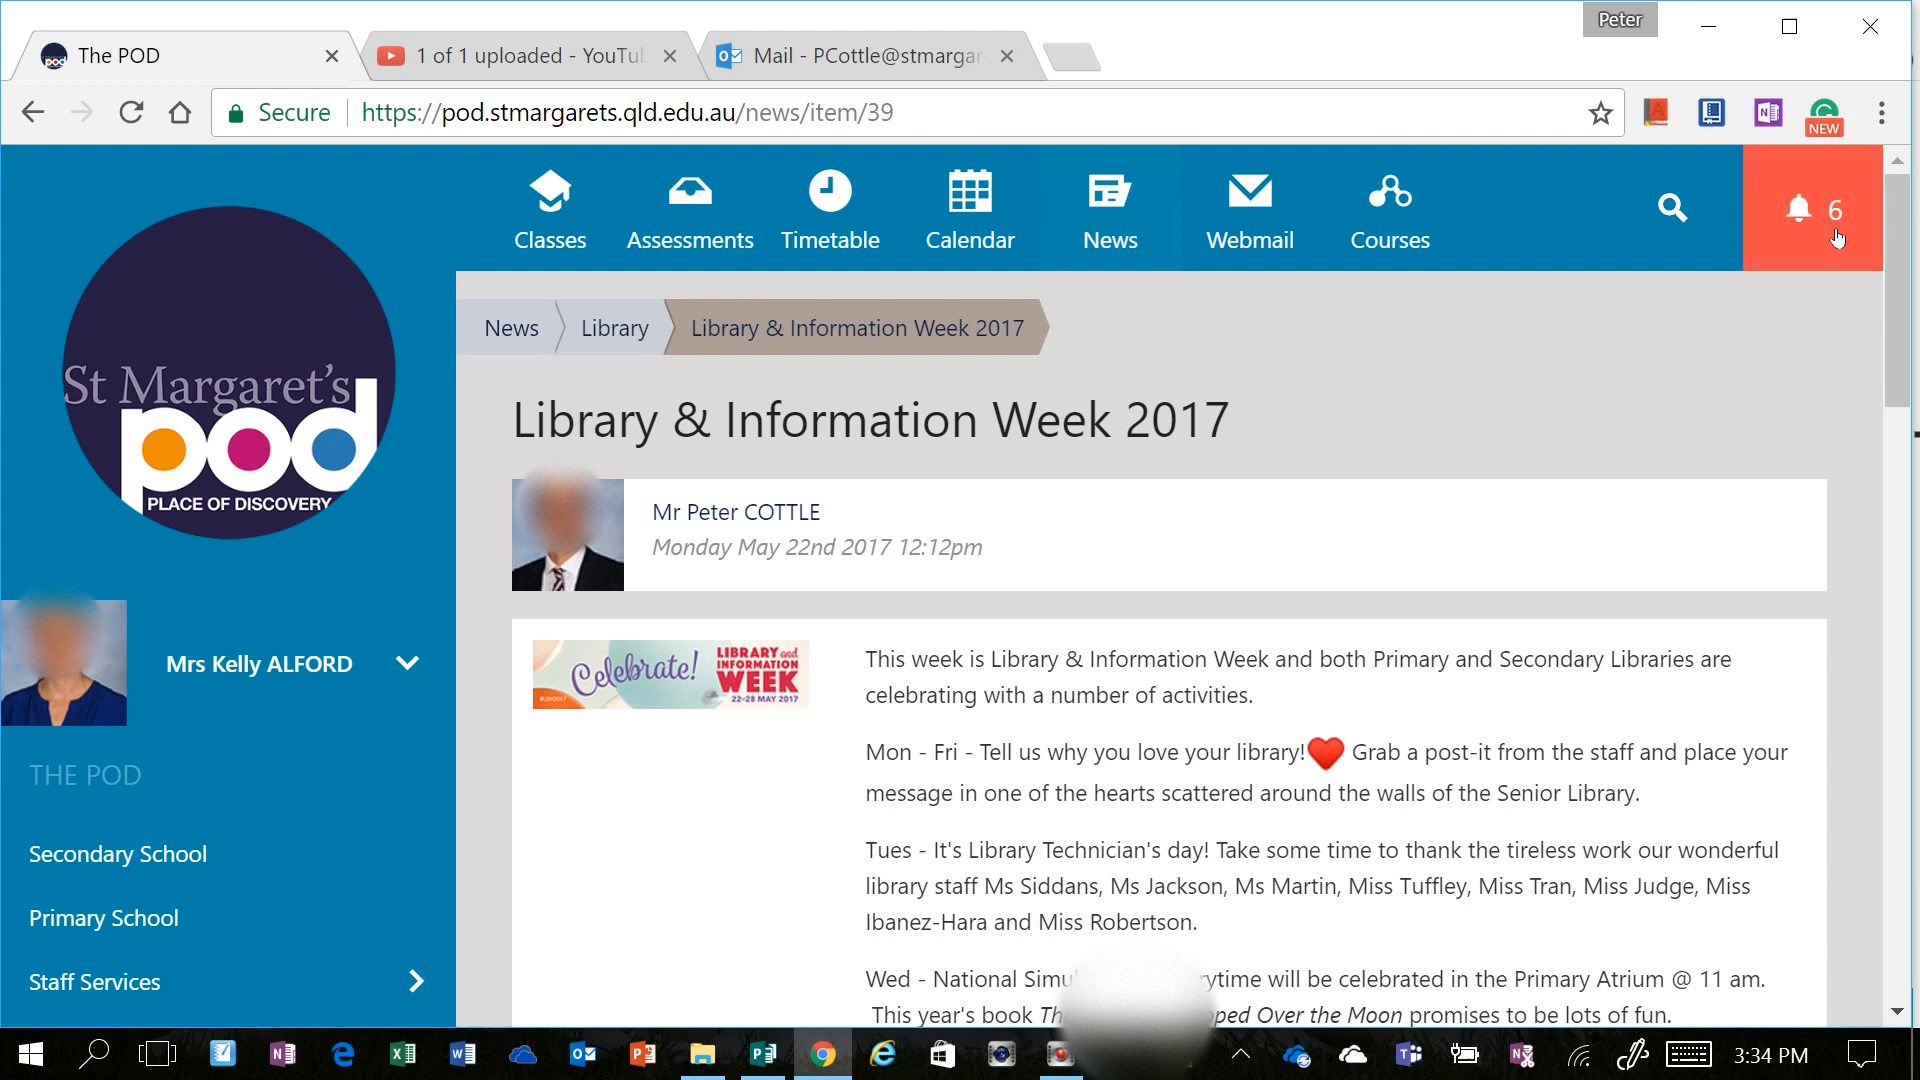 Peter
The POD
1 of 1 uploaded - YouTu
Mail - PCottle@stmargar
Secure
https://pod.stmargarets.qld.edu.au/news/item/39
NEW
Classes
Assessments
Timetable
Calendar
News
Webmail
Courses
6
St Margaret's
pod
PLACE OF DISCOVERY
News
Library
Library & Information Week 2017
Library & Information Week 2017
Mr Peter COTTLE
Monday May 22nd 2017 12:12pm
Mrs Kelly ALFORD
THE POD
Secondary School
Primary School
Staff Services
Celebrate!
LIBRARY and
INFORMATION
WEEK
22-28 MAY 2017
This week is Library & Information Week and both Primary and Secondary Libraries are
celebrating with a number of activities.
Mon - Fri - Tell us why you love your library! Grab a post-it from the staff and place your
message in one of the hearts scattered around the walls of the Senior Library.
Tues - It's Library Technician's day! Take some time to thank the tireless work our wonderful
library staff Ms Siddans, Ms Jackson, Ms Martin, Miss Tuffley, Miss Tran, Miss Judge, Miss
Ibanez-Hara and Miss Robertson.
Wed - National Simu rytime will be celebrated in the Primary Atrium @ 11 am.
This year's book Th pped Over the Moon promises to be lots of fun.
3:34 PM